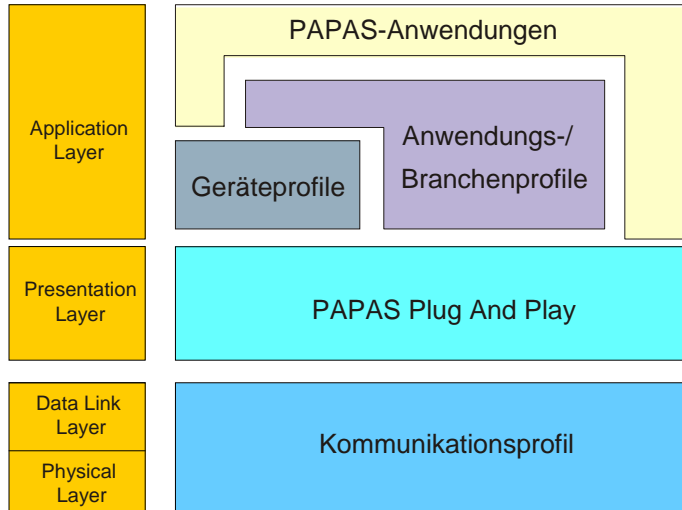 PAPAS-Anwendungen
Application
Layer
Anwendungs-/
Branchenprofile
Geräteprofile
Presentation
Layer
PAPAS Plug And Play
Data Link
Layer
Kommunikationsprofil
Physical
Layer